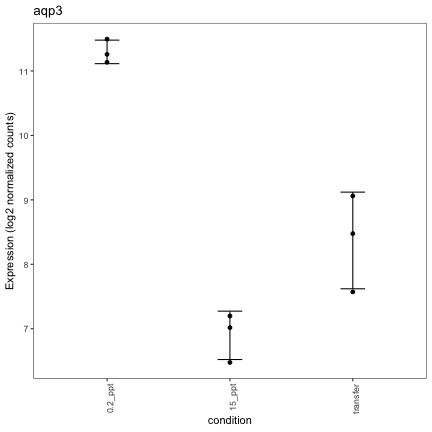 aqp3
Expression (log2 normalized counts)
11
10
9
8
7
0.2_ppt
15_ppt
transfer
condition